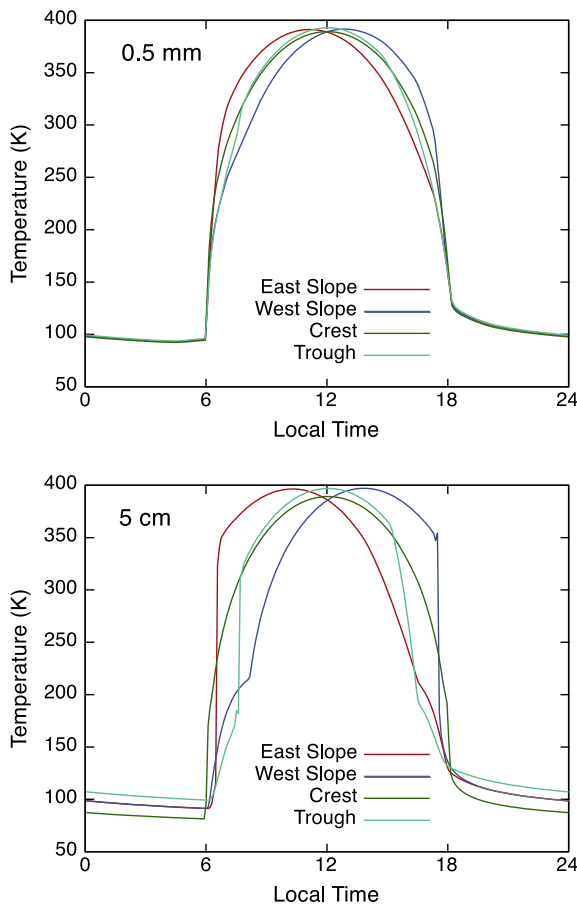 400
350
300
250
200
150
100
50
Temperature (K)
0.5 mm
East Slope
West Slope
Crest
Trough
0
6
12
18
24
Local Time
400
350
300
250
200
150
100
50
Temperature (K)
5 cm
East Slope
West Slope
Crest
Trough
0
6
12
18
24
Local Time